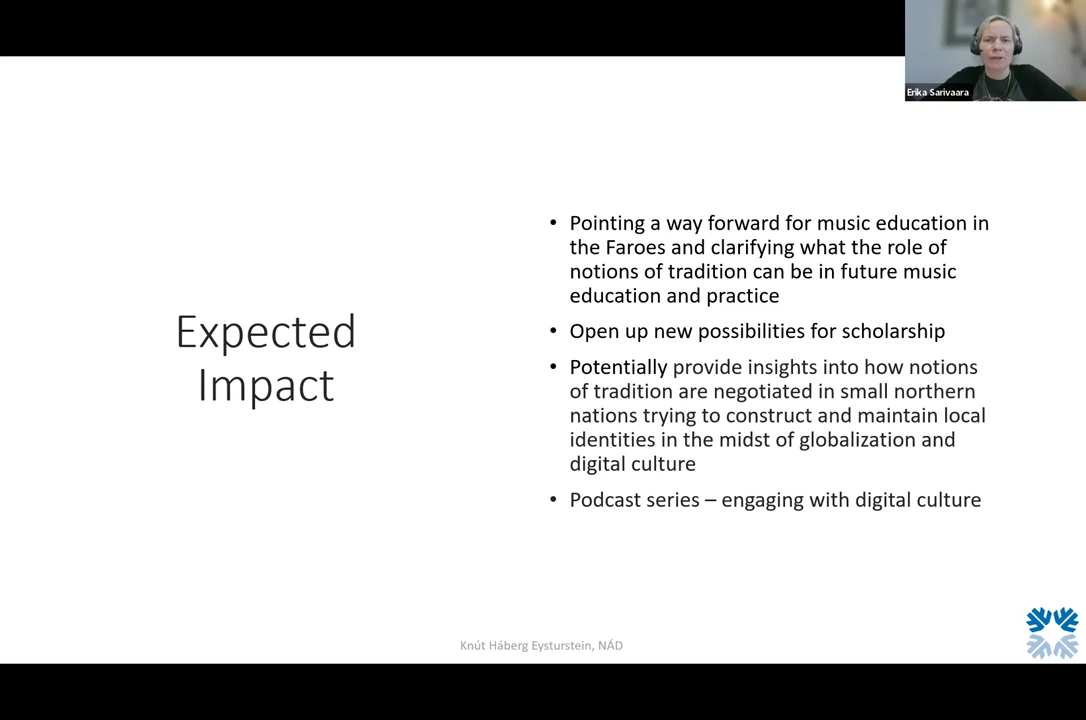 Erika Sarivaara
Expected
Impact
• Pointing a way forward for music education in
the Faroes and clarifying what the role of
notions of tradition can be in future music
education and practice
• Open up new possibilities for scholarship
• Potentially provide insights into how notions
of tradition are negotiated in small northern
nations trying to construct and maintain local
identities in the midst of globalization and
digital culture
• Podcast series – engaging with digital culture
Knút Háberg Eysturstein, NÁD